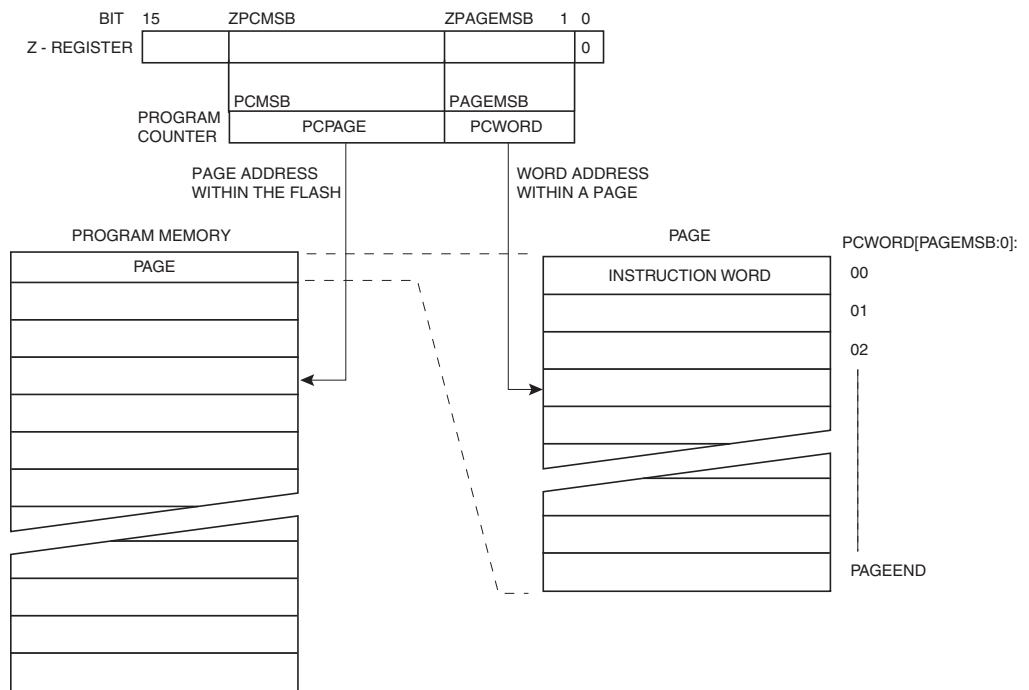 BIT 15 ZPCMSB ZPAGEMSB 1 0
Z - REGISTER 0
PCMSB PAGEMSB
PROGRAM
COUNTER
PCPAGE PCWORD
PAGE ADDRESS
WITHIN THE FLASH
WORD ADDRESS
WITHIN A PAGE
PROGRAM MEMORY
PAGE
PAGE
PCWORD[PAGEMSB:0]:
INSTRUCTION WORD 00
01
02
PAGEEND